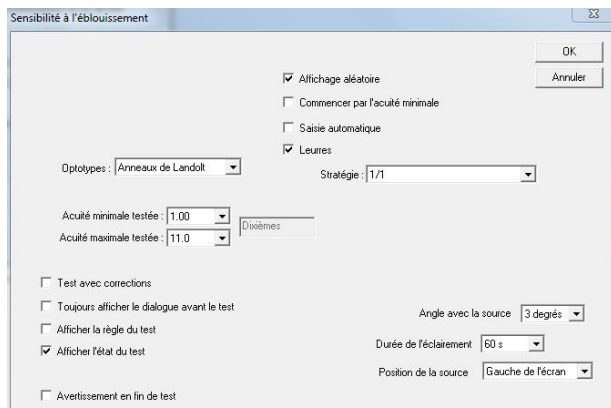 Sensibilité à l'éblouissement
OK
Affichage aléatoire
Annuler
Commencer par l'acuité minimale
Saisie automatique
Leurres
Optotypes : Anneaux de Landolt
Stratégie : 1/1
Acuité minimale testée : 1.00
Dixièmes
Acuité maximale testée : 11.0
Test avec corrections
Toujours afficher le dialogue avant le test
Angle avec la source 3 degrés
Afficher la règle du test
Durée de l'éclairement 60 s
Afficher l'état du test
Position de la source Gauche de l'écran
Avertissement en fin de test